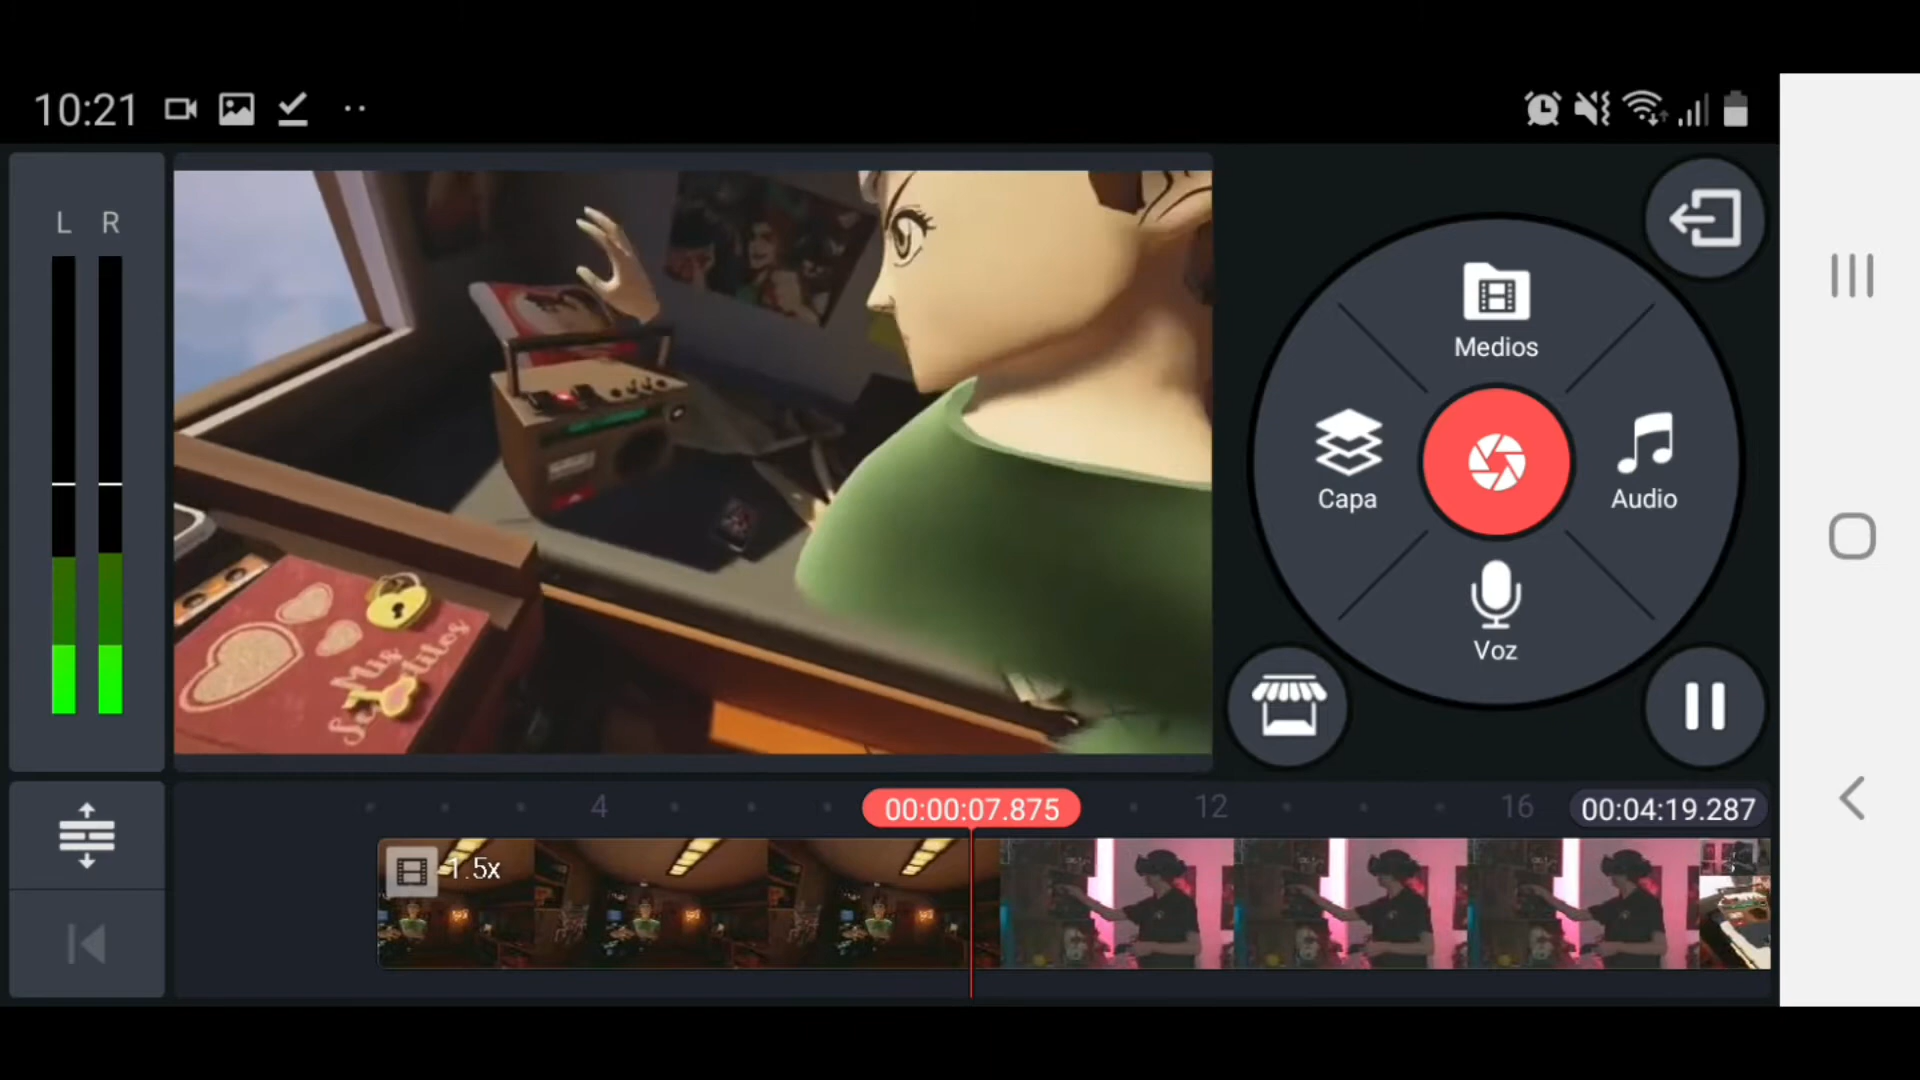 10:21
L R
Medios
Capa
Audio
Voz
Mis
4
00:00:07.875
12
16
00:04:19.287
1.5x